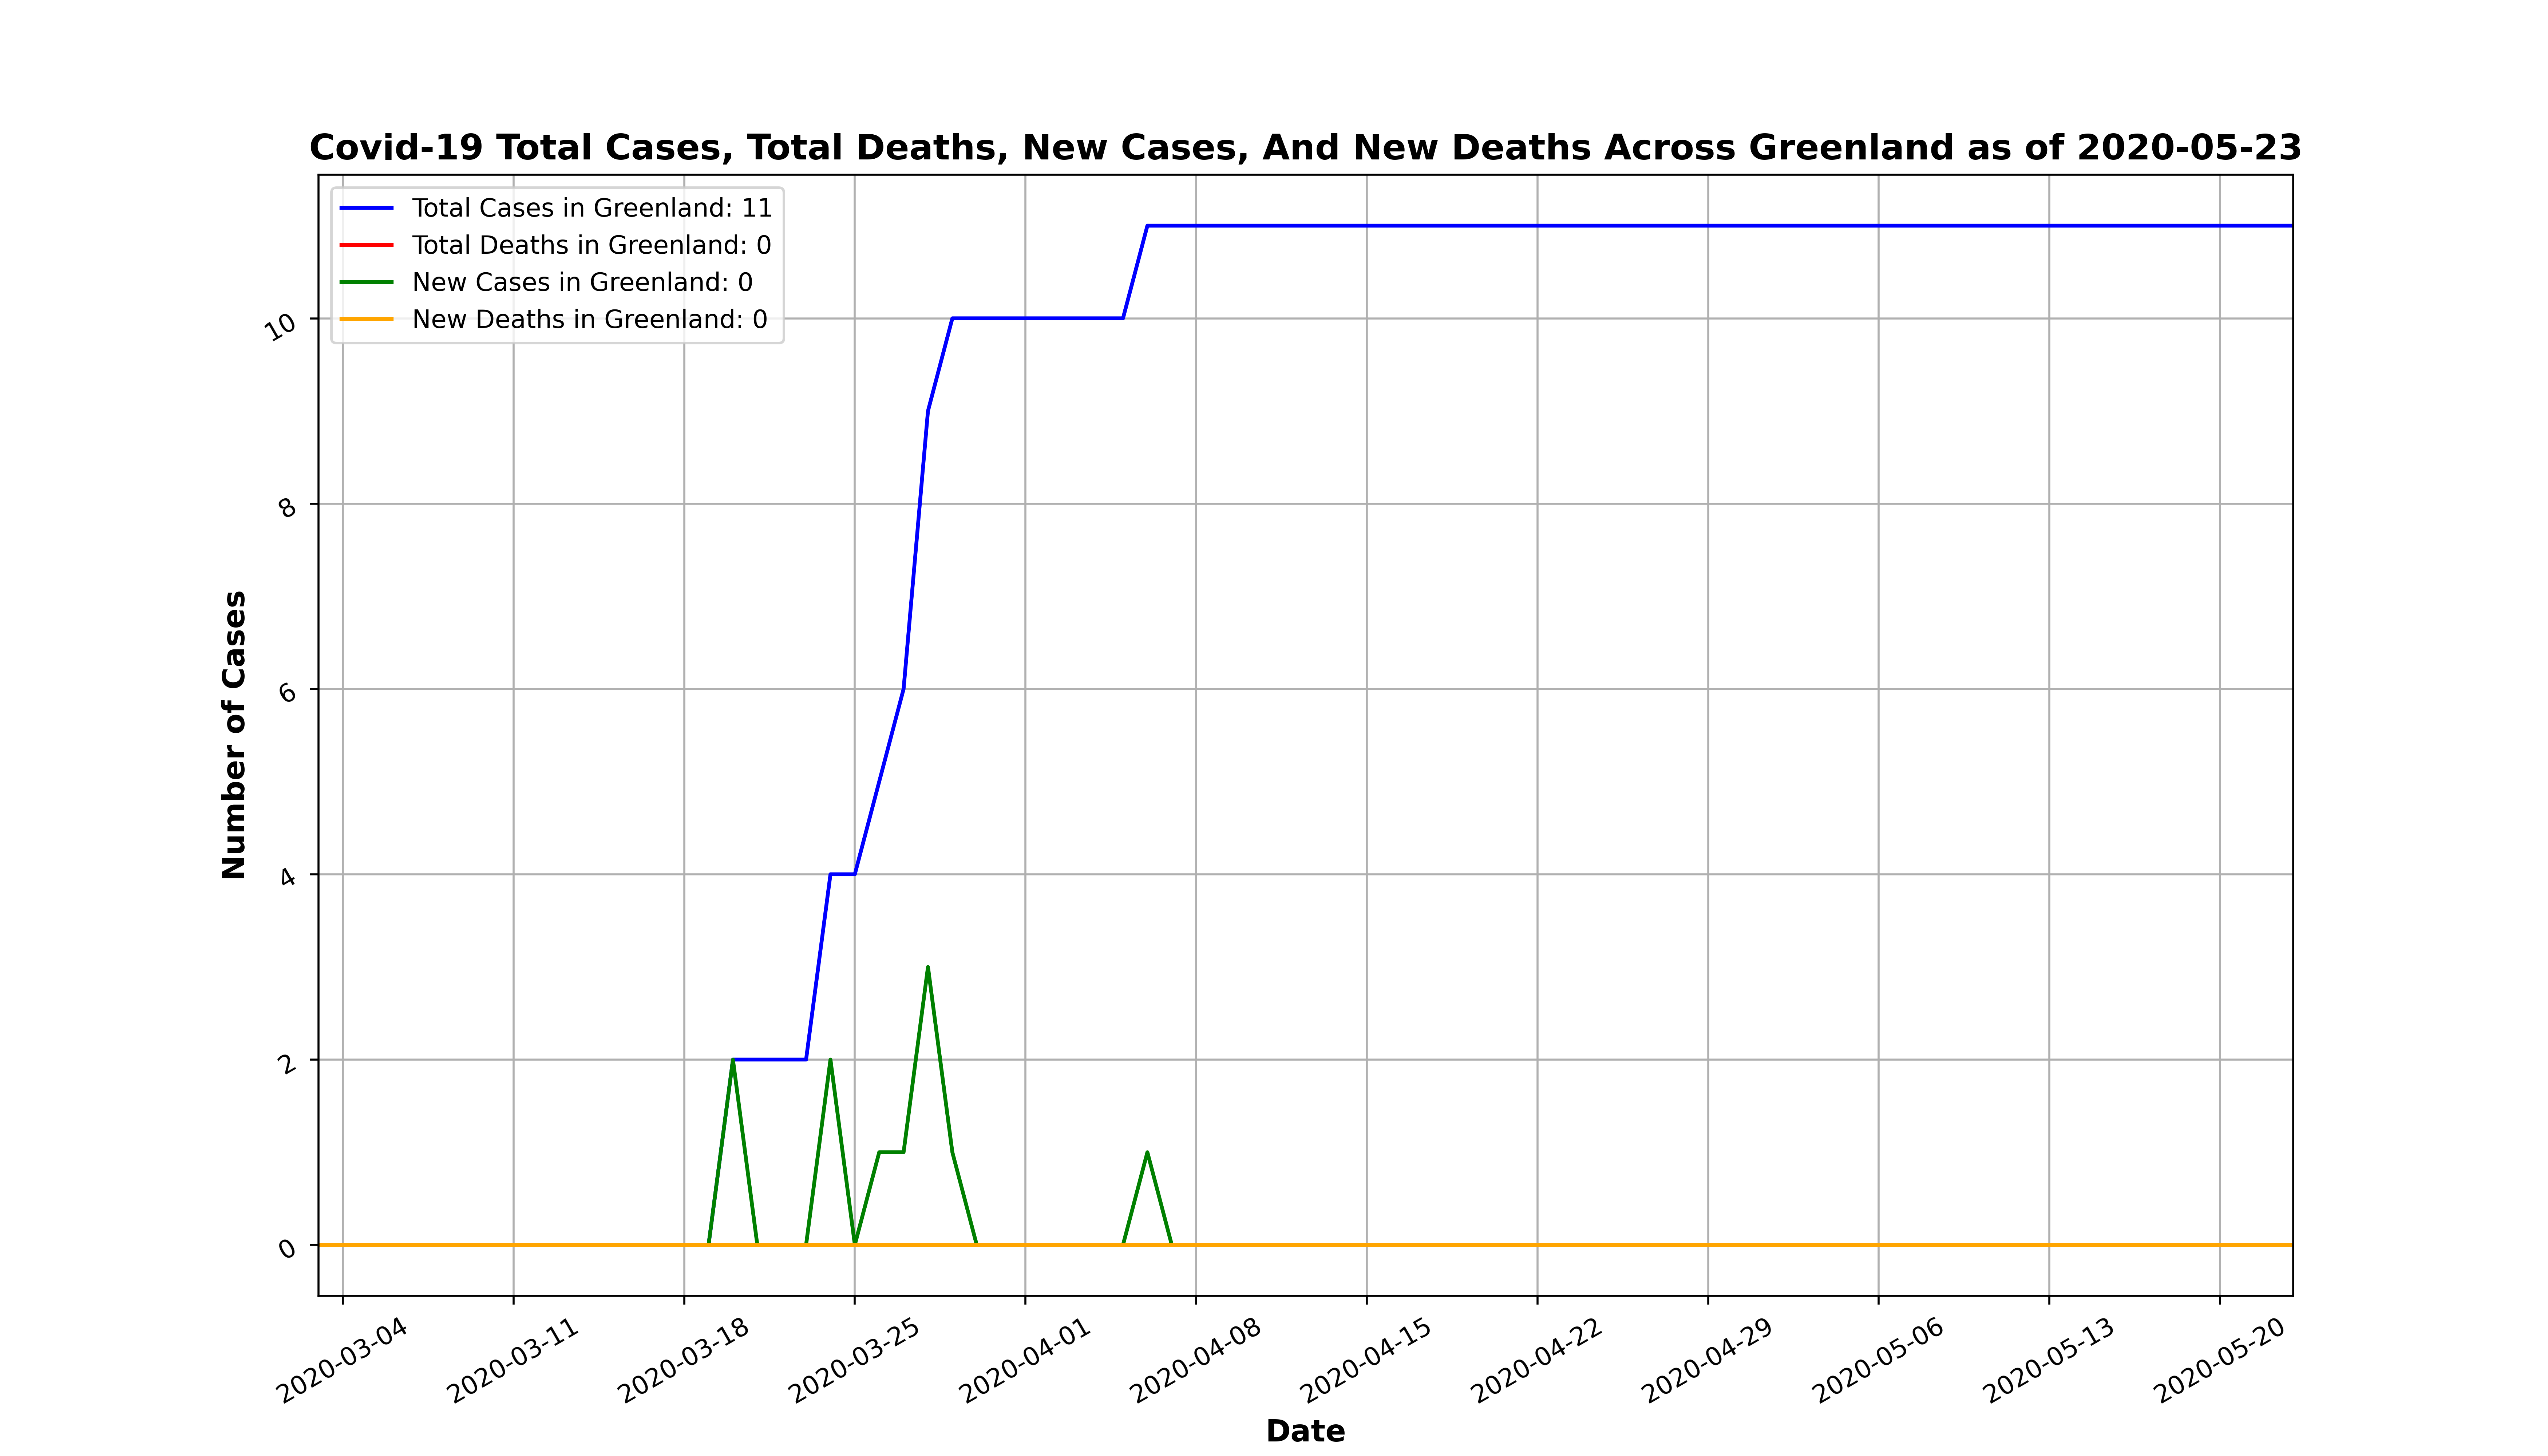 Covid-19 Total Cases, Total Deaths, New Cases, And New Deaths Across Greenland as of 2020-05-23
Total Cases in Greenland: 11
Total Deaths in Greenland: 0
New Cases in Greenland: 0
New Deaths in Greenland: 0
Number of Cases
10
8
6
4
2
0
2020-03-04
2020-03-11
2020-03-18
2020-03-25
2020-04-01
2020-04-08
2020-04-15
2020-04-22
2020-04-29
2020-05-06
2020-05-13
2020-05-20
Date